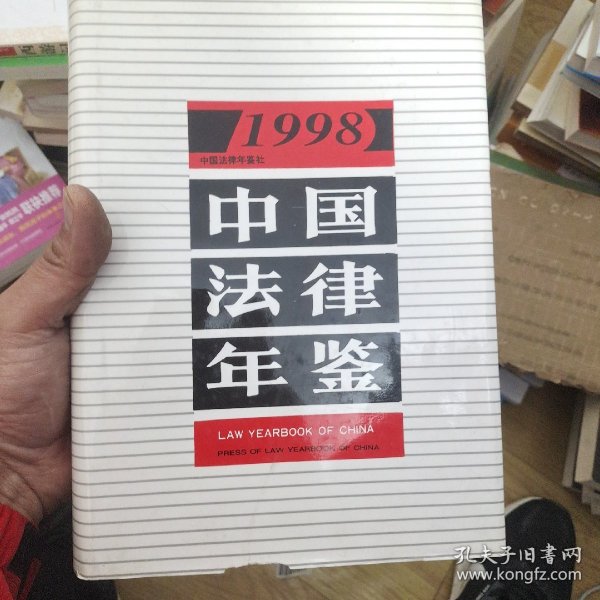 1998
中国法律年鉴社
中国
法律
年鉴
LAW YEARBOOK OF CHINA
PRESS OF LAW YEARBOOK OF CHINA
孔夫子旧书网
www.kongfz.com